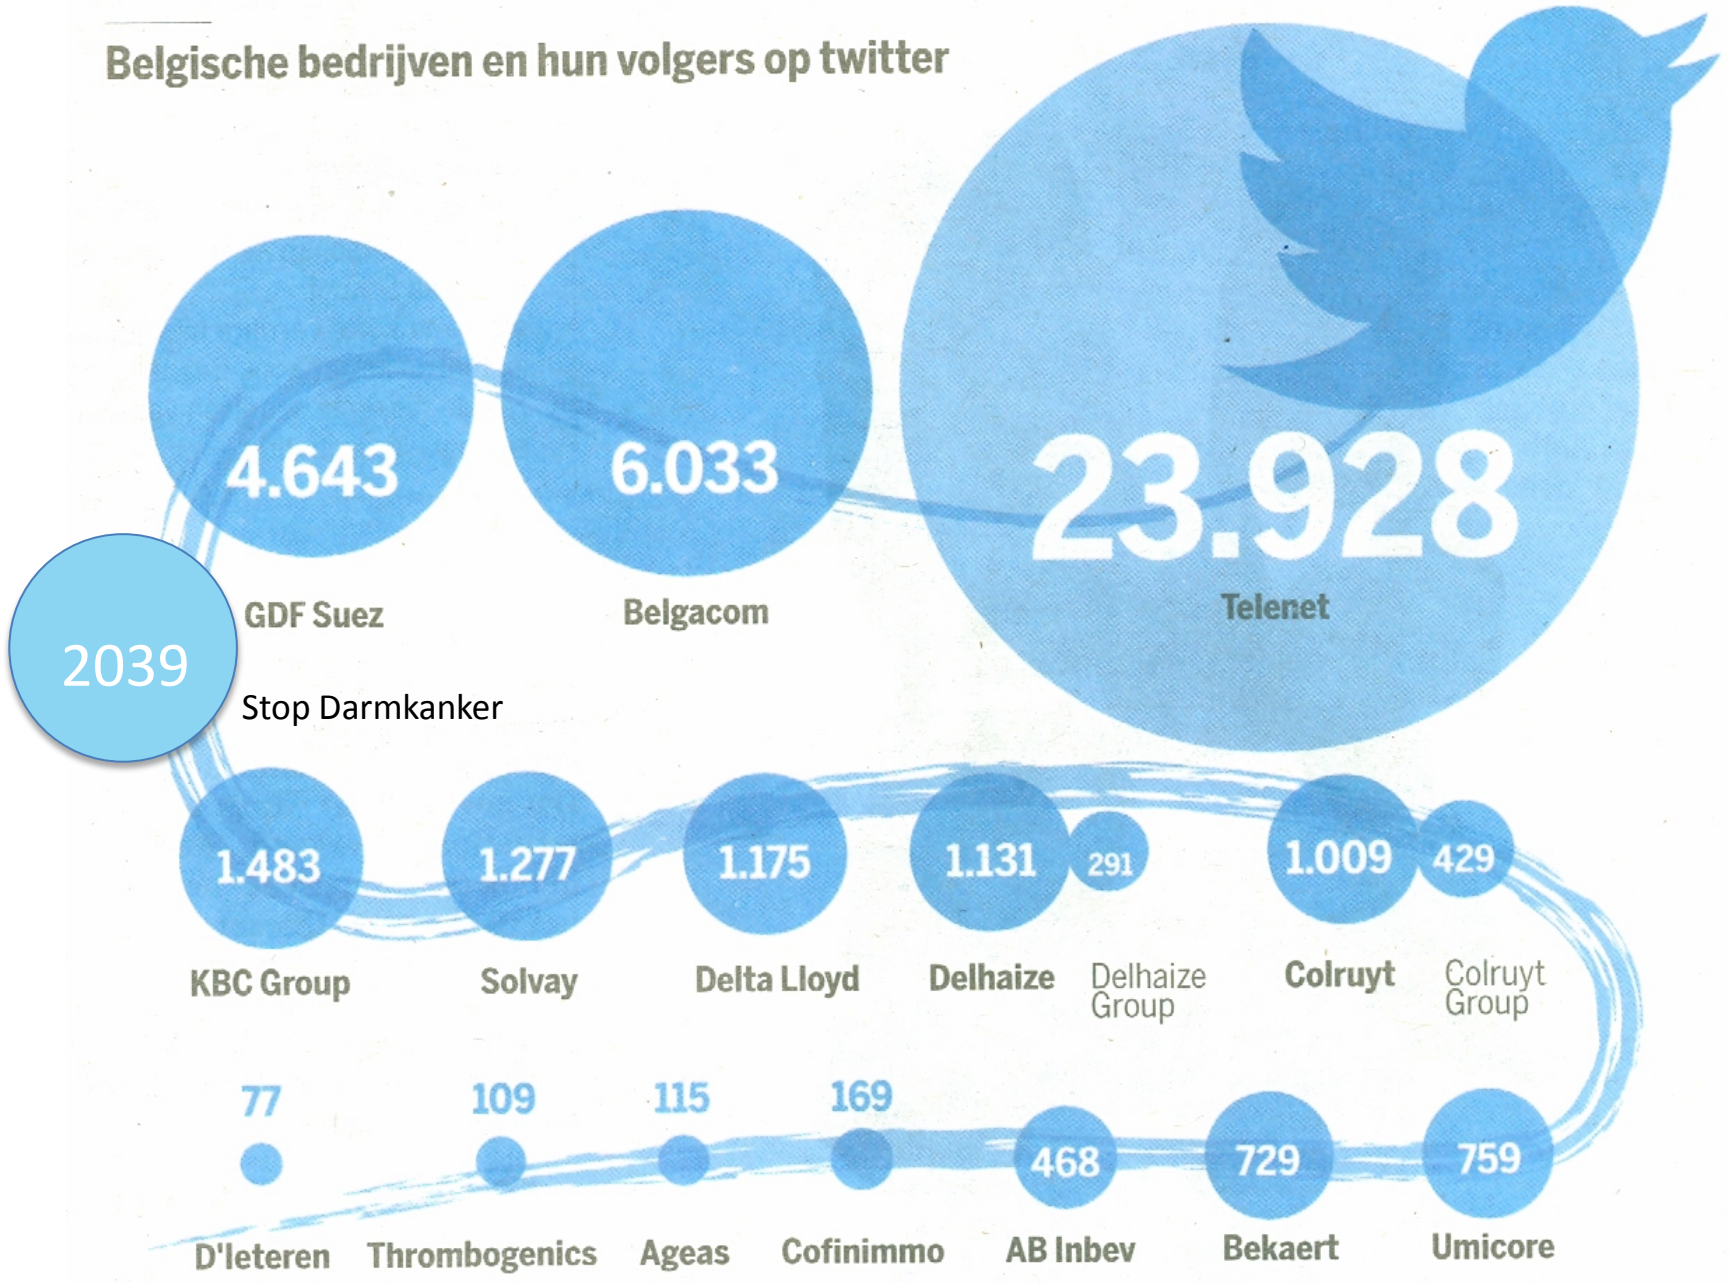 Belgische bedrijven en hun volgers op twitter
4.643
6.033
23.928
GDF Suez
Belgacom
Telenet
2039
Stop Darmkanker
1.483
1.277
1.175
1.131
291
1.009
429
KBC Group
Solvay
Delta Lloyd
Delhaize
Delhaize
Group
Colruyt
Colruyt
Group
77
109
115
169
468
729
759
D'Ieteren
Thrombogenics
Ageas
Cofinimmo
AB Inbev
Bekaert
Umicore